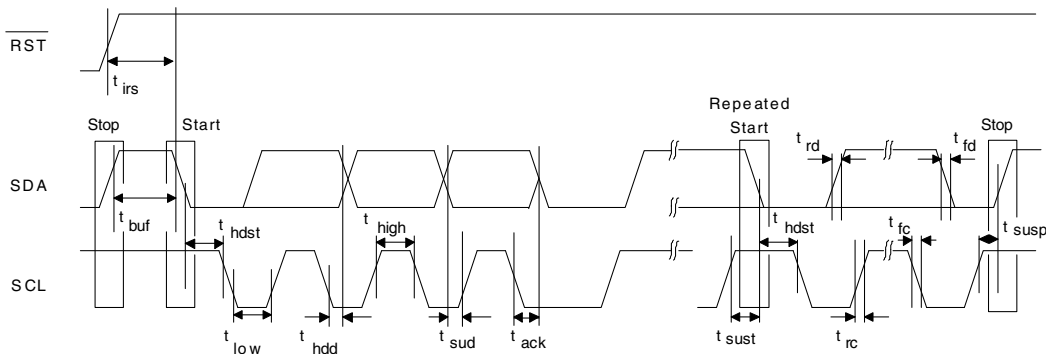 RST
t irs
Repeated
Stop
Start
Start
t rd
t fd
Stop
SDA
t buf
t hdst
t high
t hdst
t fc
t susp
SCL
t low
t hdd
t sud
t ack
t sust
t rc